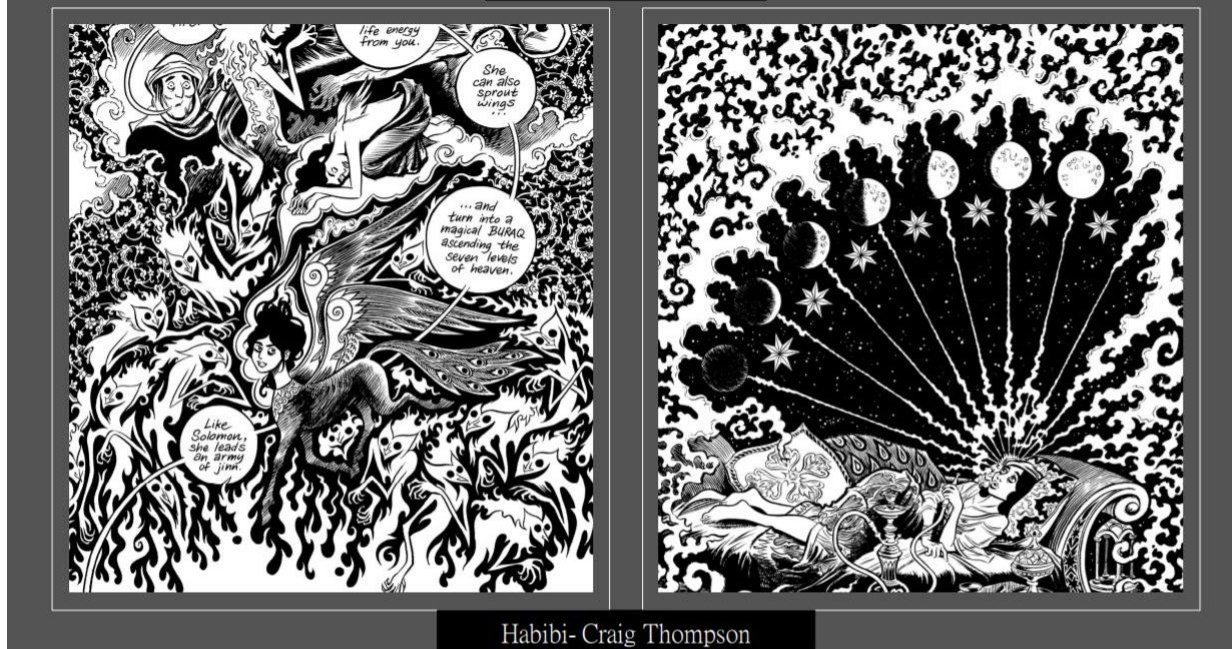 life energy
from you.
She
can also
sprout
wings
...
...and
turn into a
magical BURAQ
ascending the
seven levels
of heaven.
Like
Solomon,
she leads
an army
of jinn.
Habibi- Craig Thompson